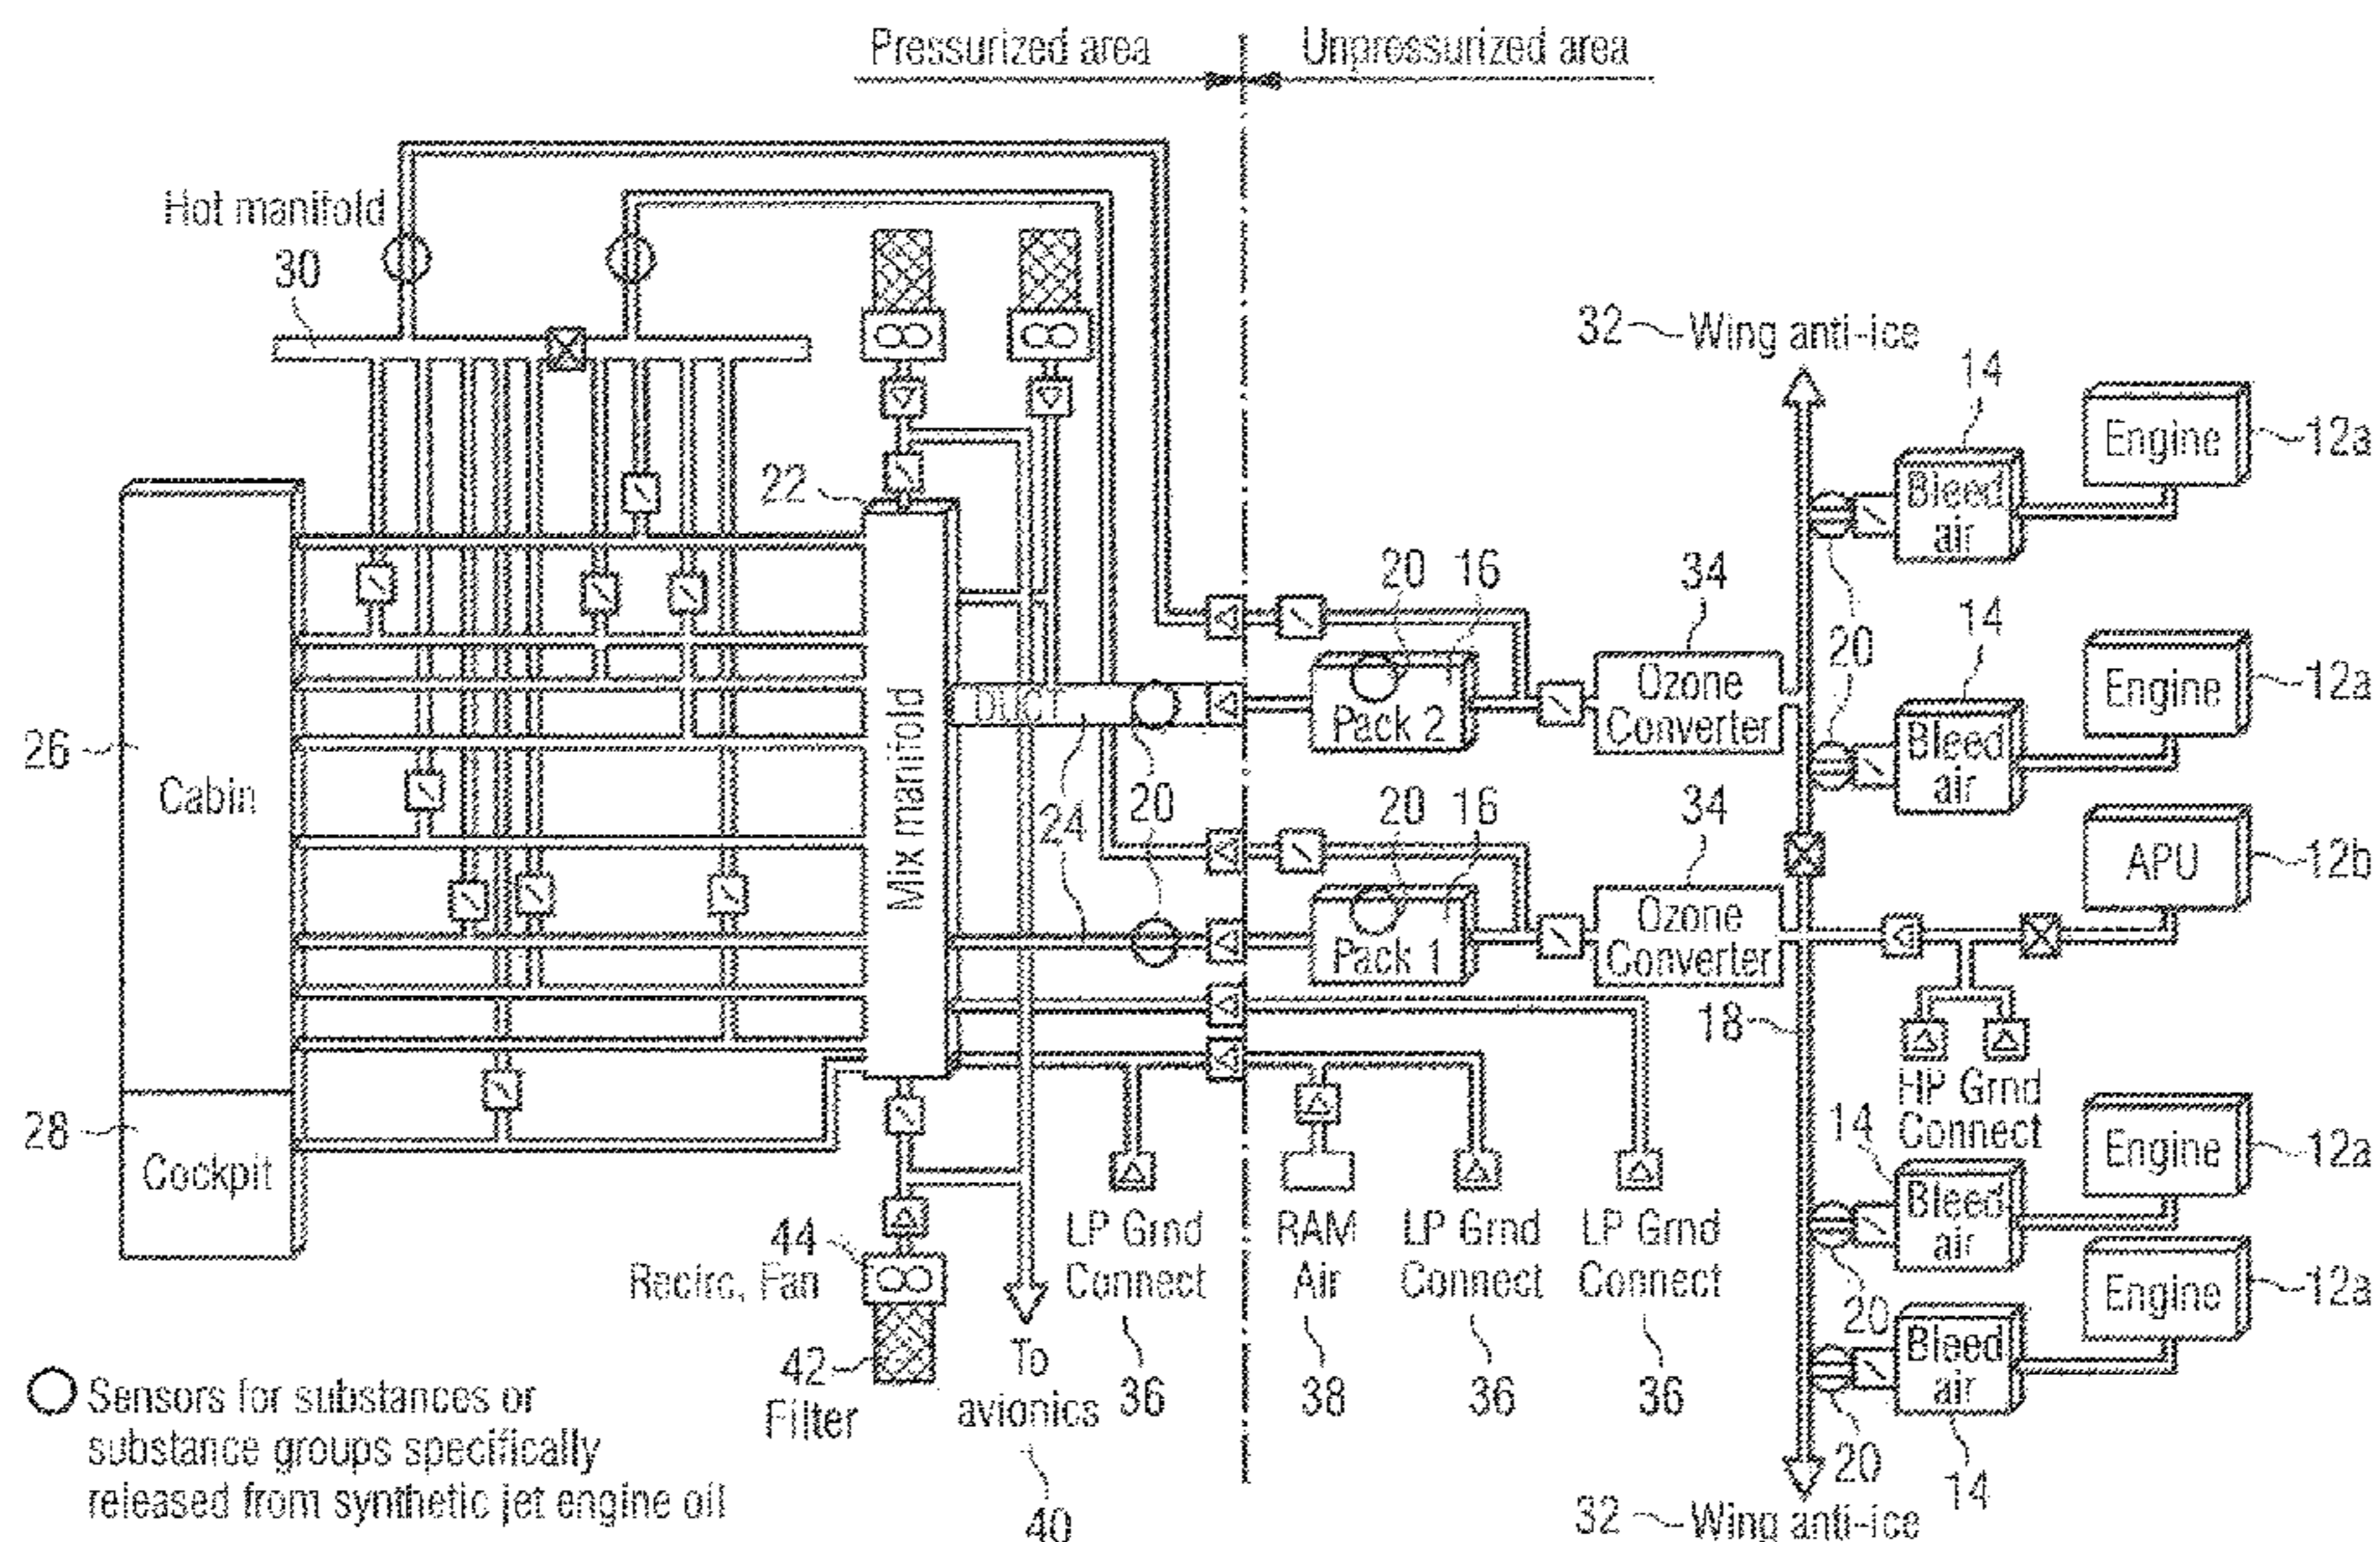 Pressurized area
Unpressurized area
Hot manifold
30
32
Wing anti-ice
14
Engine
12a
Bleed
air
22
20
16
34
14
20
Engine
12a
Ozone
Converter
DUCT
Pack 2
Bleed
air
26
Cabin
Mix manifold
24
20
20
16
34
APU
12b
Ozone
Converter
Pack 1
18
HP Grnd
Connect
28
Cockpit
14
Engine
12a
Bleed
air
20
44
Recirc, Fan
LP Grnd
Connect
RAM
Air
LP Grnd
Connect
LP Grnd
Connect
Engine
12a
20
Bleed
air
42
Filter
To
avionics
36
38
36
36
Sensors for substances or
substance groups specifically
released from synthetic jet engine oil
40
20
14
32
Wing anti-ice